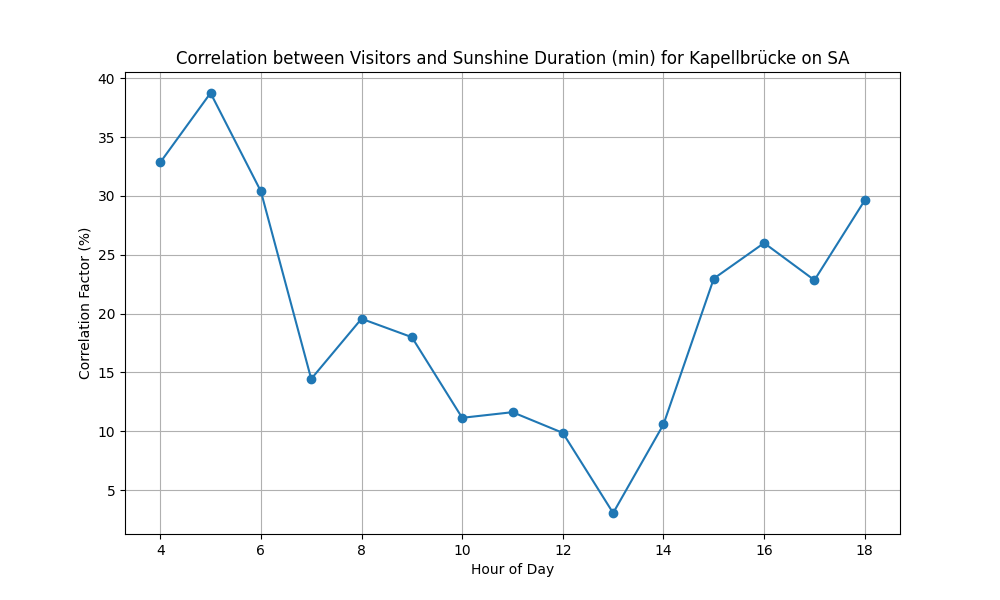 Correlation between Visitors and Sunshine Duration (min) for Kapellbrücke on SA
Correlation Factor (%)
40
35
30
25
20
15
10
5
4 6 8 10 12 14 16 18
Hour of Day